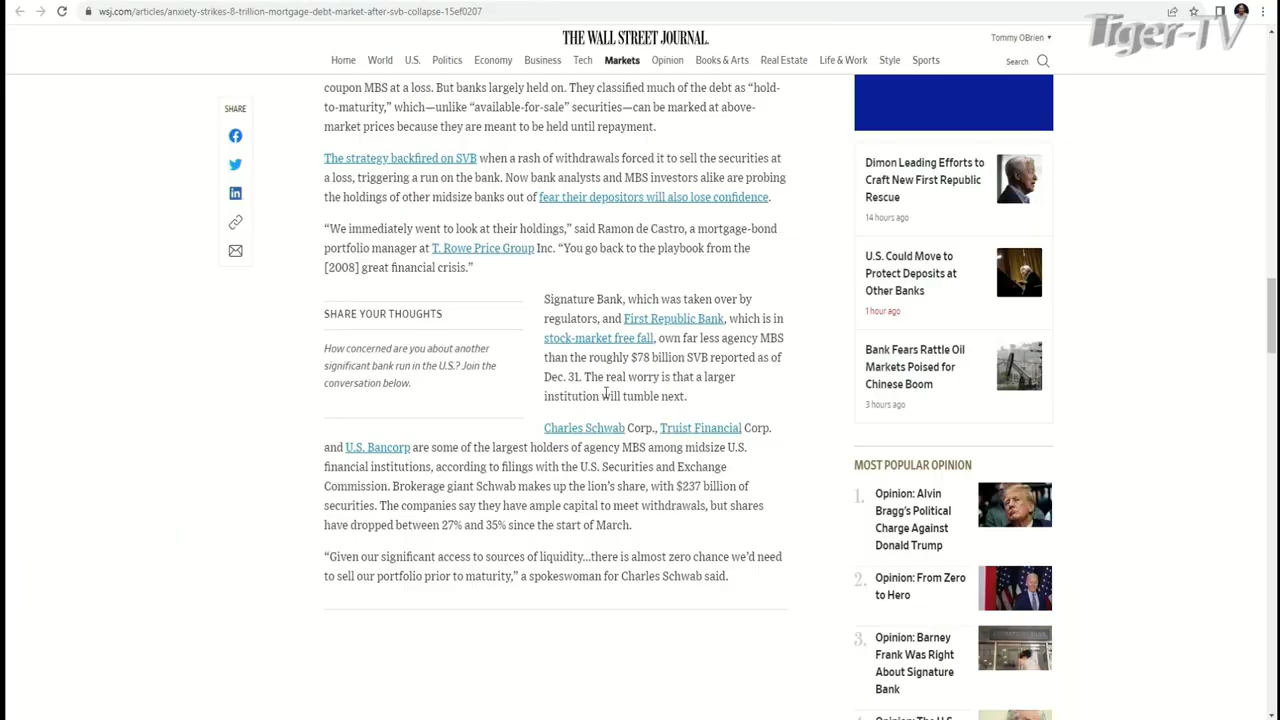 wsj.com/articles/anxiety-strikes-8-trillion-mortgage-debt-market-after-svb-collapse-15ef0207
Tiger-TV
THE WALL STREET JOURNAL.
Tommy OBrien
Home World U.S. Politics Economy Business Tech Markets Opinion Books & Arts Real Estate Life & Work Style Sports
Search
SHARE
coupon MBS at a loss. But banks largely held on. They classified much of the debt as “hold-
to-maturity,” which—unlike “available-for-sale” securities—can be marked at above-
market prices because they are meant to be held until repayment.
The strategy backfired on SVB when a rash of withdrawals forced it to sell the securities at
a loss, triggering a run on the bank. Now bank analysts and MBS investors alike are probing
the holdings of other midsize banks out of fear their depositors will also lose confidence.
“We immediately went to look at their holdings,” said Ramon de Castro, a mortgage-bond
portfolio manager at T. Rowe Price Group Inc. “You go back to the playbook from the
[2008] great financial crisis.”
SHARE YOUR THOUGHTS
How concerned are you about another
significant bank run in the U.S.? Join the
conversation below.
Signature Bank, which was taken over by
regulators, and First Republic Bank, which is in
stock-market free fall, own far less agency MBS
than the roughly $78 billion SVB reported as of
Dec. 31. The real worry is that a larger
institution will tumble next.
Charles Schwab Corp., Truist Financial Corp.
and U.S. Bancorp are some of the largest holders of agency MBS among midsize U.S.
financial institutions, according to filings with the U.S. Securities and Exchange
Commission. Brokerage giant Schwab makes up the lion’s share, with $237 billion of
securities. The companies say they have ample capital to meet withdrawals, but shares
have dropped between 27% and 35% since the start of March.
“Given our significant access to sources of liquidity...there is almost zero chance we’d need
to sell our portfolio prior to maturity,” a spokeswoman for Charles Schwab said.
Dimon Leading Efforts to
Craft New First Republic
Rescue
14 hours ago
U.S. Could Move to
Protect Deposits at
Other Banks
1 hour ago
Bank Fears Rattle Oil
Markets Poised for
Chinese Boom
3 hours ago
MOST POPULAR OPINION
1. Opinion: Alvin
Bragg’s Political
Charge Against
Donald Trump
2. Opinion: From Zero
to Hero
3. Opinion: Barney
Frank Was Right
About Signature
Bank